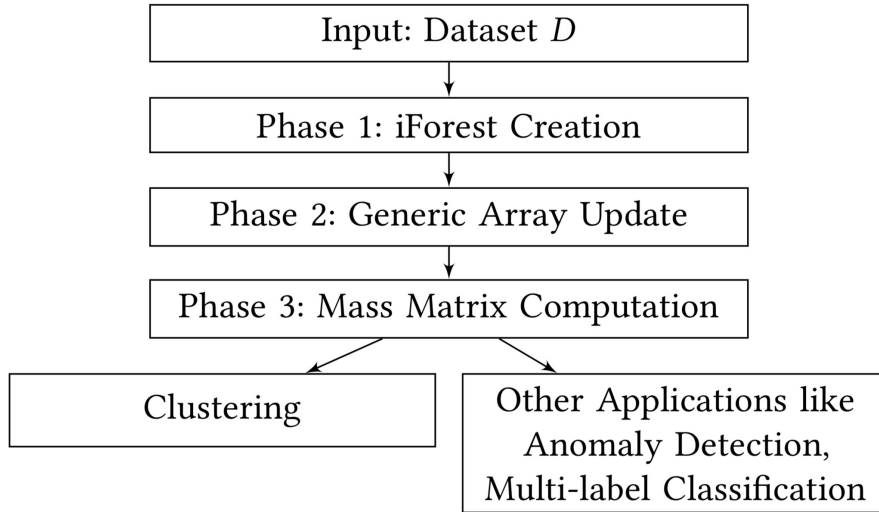 Input: Dataset D
Phase 1: iForest Creation
Phase 2: Generic Array Update
Phase 3: Mass Matrix Computation
Clustering
Other Applications like
Anomaly Detection,
Multi-label Classification